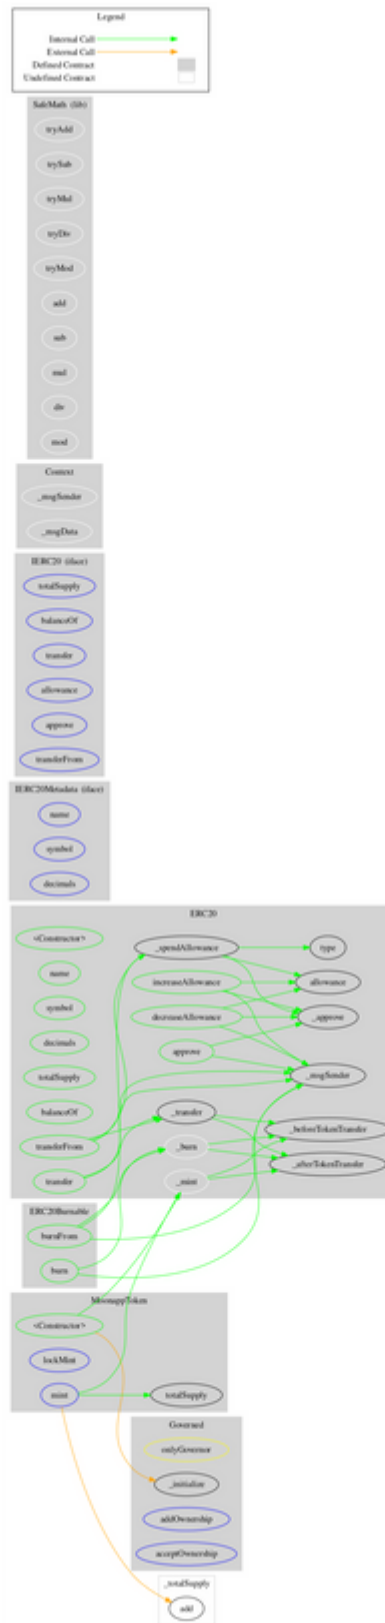 Legend
Internal Call
External Call
Defined Contract
Undefined Contract
SafeMath (lib)
tryAdd
trySub
tryMul
tryDiv
tryMod
add
sub
mul
div
mod
Context
_msgSender
_msgData
IERC20 (iface)
totalSupply
balanceOf
transfer
allowance
approve
transferFrom
IERC20Metadata (iface)
name
symbol
decimals
ERC20
<Constructor>
name
symbol
decimals
totalSupply
balanceOf
transferFrom
transfer
_spendAllowance
increaseAllowance
decreaseAllowance
approve
_transfer
_burn
_mint
type
allowance
_approve
_msgSender
_beforeTokenTransfer
_afterTokenTransfer
ERC20Burnable
burnFrom
burn
MoonappToken
<Constructor>
lockMint
mint
totalSupply
Governed
onlyGovernor
_initialize
addOwnership
acceptOwnership
_totalSupply
add